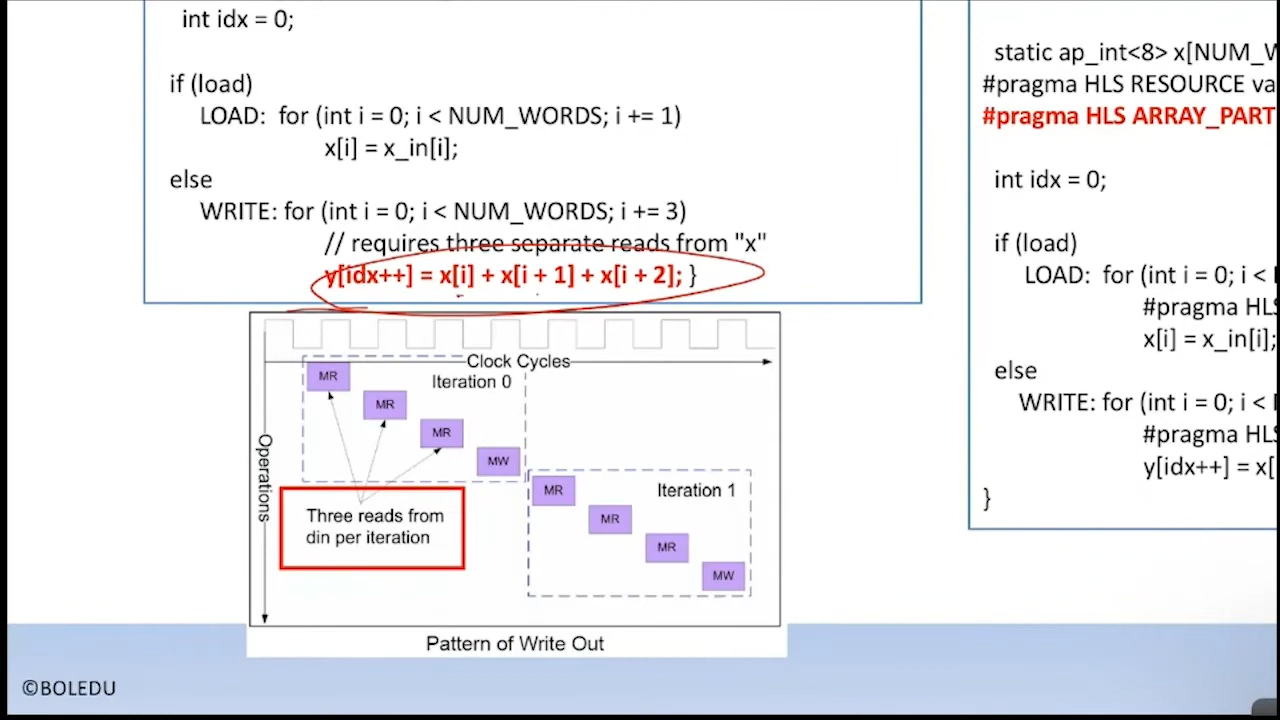 int idx = 0;
if (load)
LOAD: for (int i = 0; i < NUM_WORDS; i += 1)
x[i] = x_in[i];
else
WRITE: for (int i = 0; i < NUM_WORDS; i += 3)
// requires three separate reads from "x"
y[idx++] = x[i] + x[i + 1] + x[i + 2]; }
Clock Cycles
Iteration 0
MR
MR
MR
MW
Operations
Three reads from
din per iteration
Iteration 1
MR
MR
MR
MW
Pattern of Write Out
static ap_int<8> x[NUM_W
#pragma HLS RESOURCE va
#pragma HLS ARRAY_PART
int idx = 0;
if (load)
LOAD: for (int i = 0; i <
#pragma HLS
x[i] = x_in[i];
else
WRITE: for (int i = 0; i <
#pragma HLS
y[idx++] = x[
}
©BOLEDU